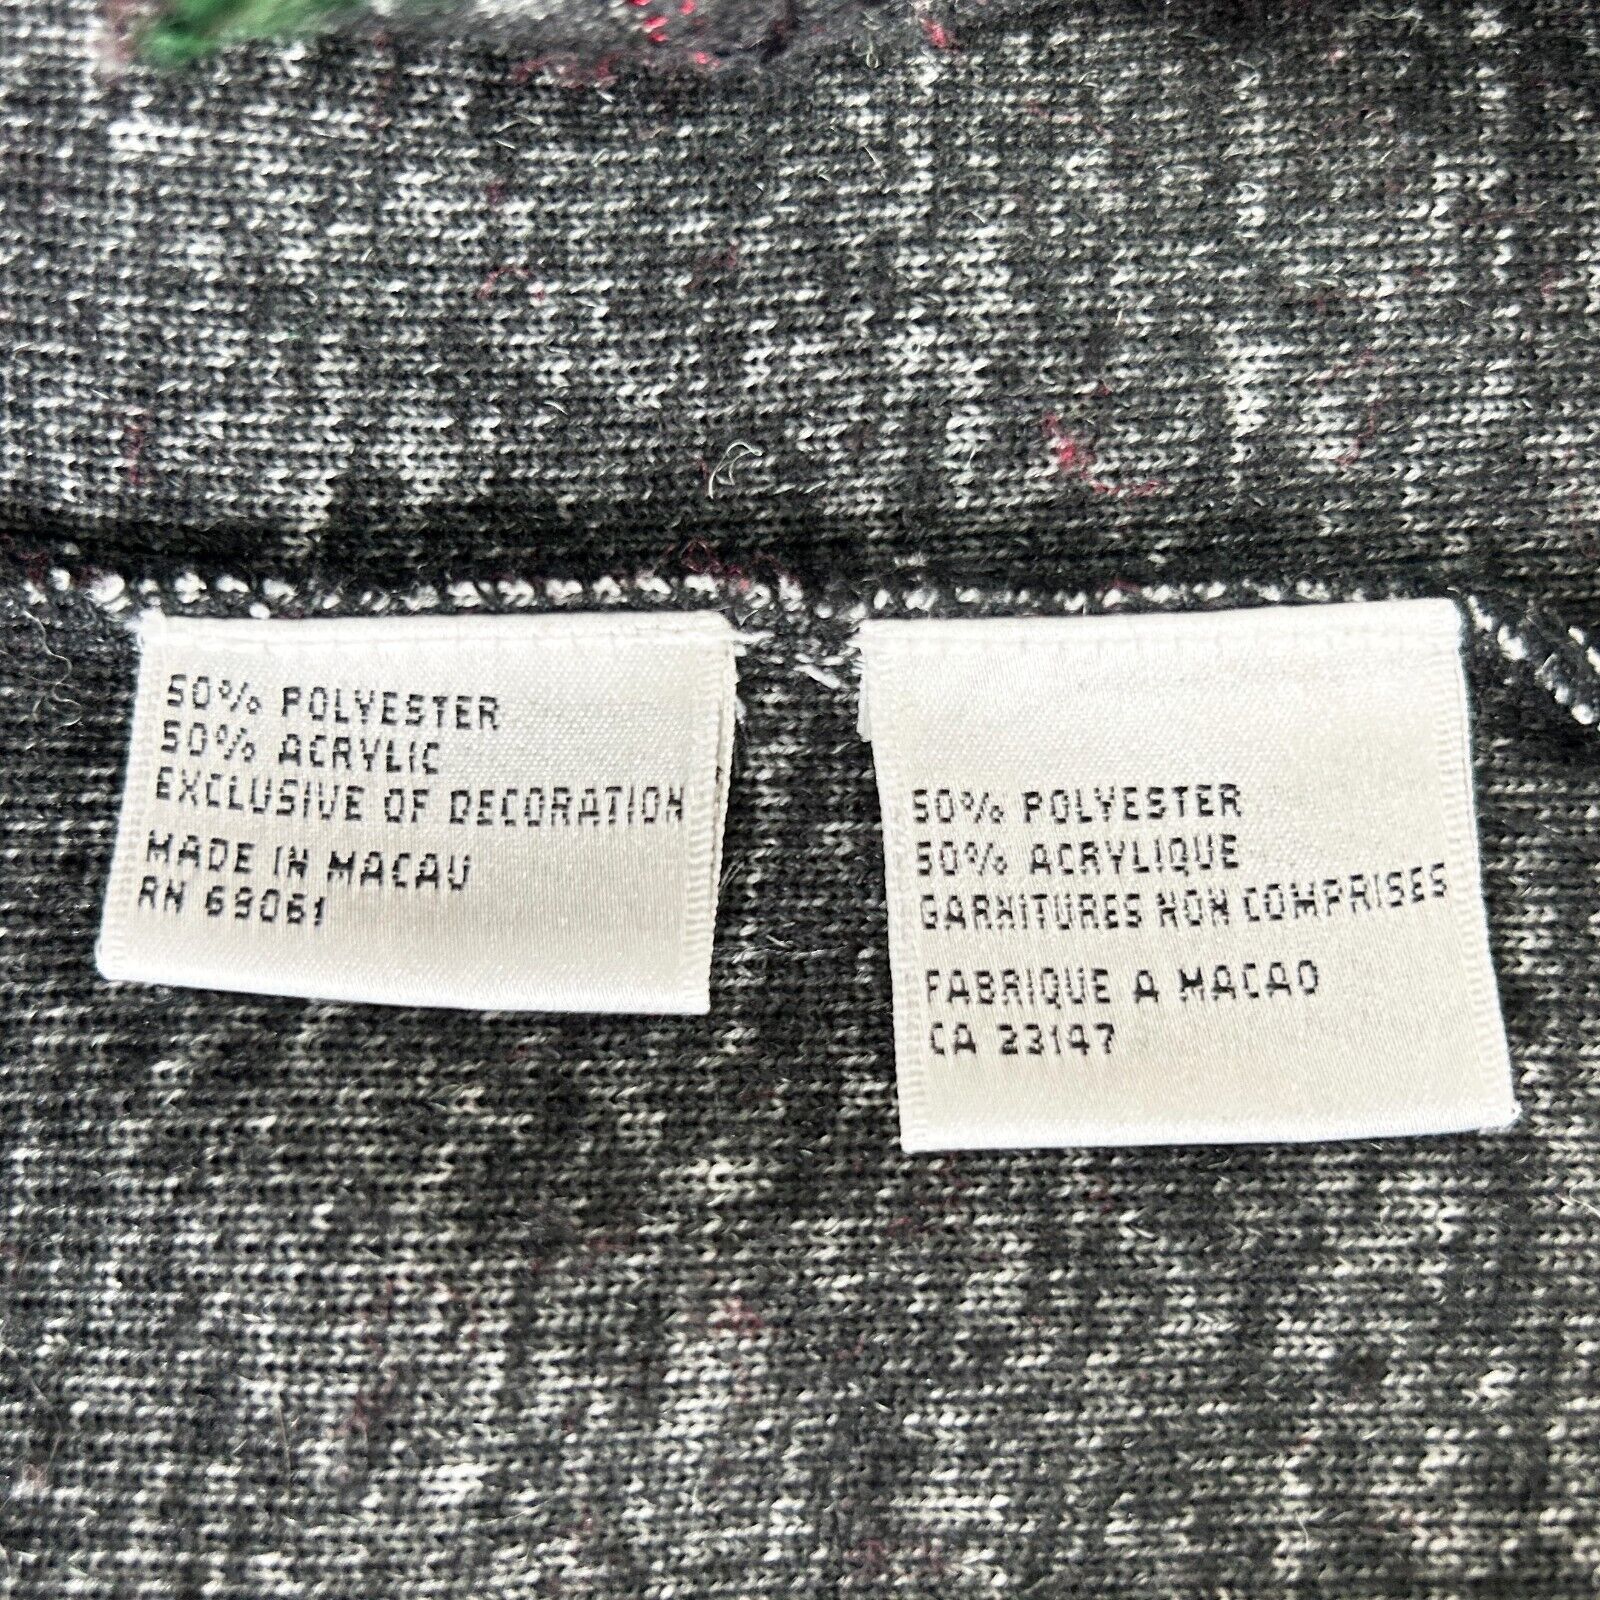 50% POLYESTER
50% ACRYLIC
EXCLUSIVE OF DECORATION
MADE IN MACAU
RN 69061
50% POLYESTER
50% ACRYLIQUE
GARNITURES NON COMPRISES
FABRIQUE A MACAO
CA 23147